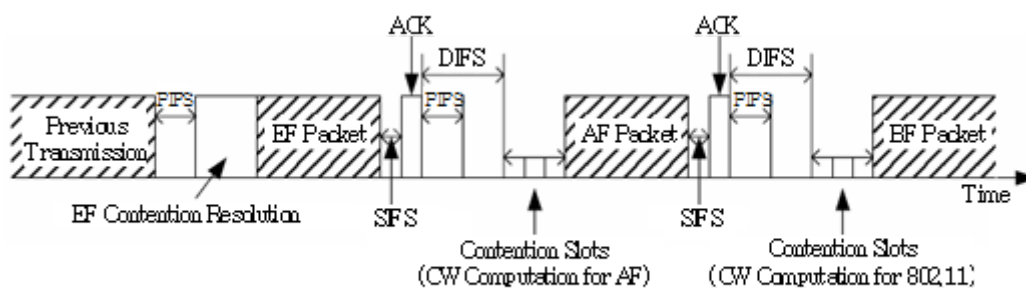 ACK
ACK
DIFS
DIFS
PIFS
PIFS
PIFS
Previous
Transmission
EF Packet
AF Packet
BF Packet
Time
EF Contention Resolution
SIFS
SIFS
Contention Slots
(CW Computation for AF)
Contention Slots
(CW Computation for 802.11)